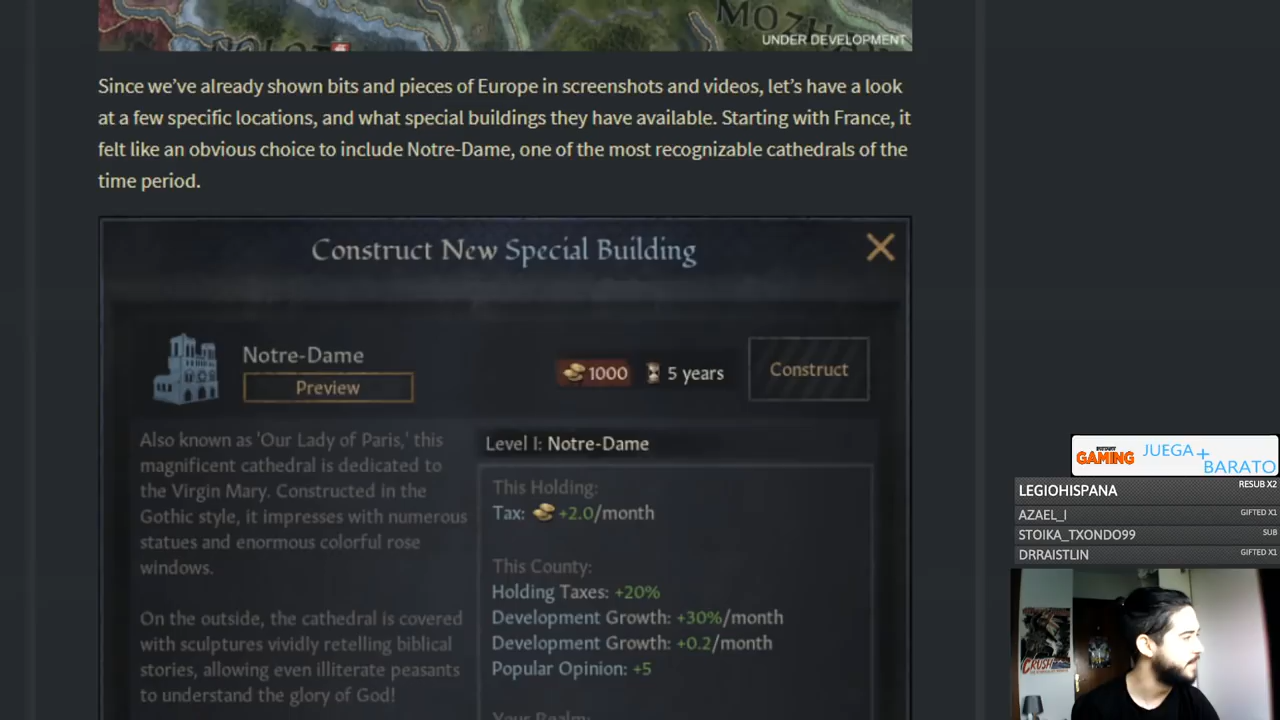 MOZH
UNDER DEVELOPMENT
Since we've already shown bits and pieces of Europe in screenshots and videos, let's have a look
at a few specific locations, and what special buildings they have available. Starting with France, it
felt like an obvious choice to include Notre-Dame, one of the most recognizable cathedrals of the
time period.
Construct New Special Building
Notre-Dame
Preview
1000
5 years
Construct
Also known as 'Our Lady of Paris,' this
magnificent cathedral is dedicated to
the Virgin Mary. Constructed in the
Gothic style, it impresses with numerous
statues and enormous colorful rose
windows.
On the outside, the cathedral is covered
with sculptures vividly retelling biblical
stories, allowing even illiterate peasants
to understand the glory of God!
Level I: Notre-Dame
This Holding:
Tax: +2.0/month
This County:
Holding Taxes: +20%
Development Growth: +30%/month
Development Growth: +0.2/month
Popular Opinion: +5
Your Realm:
GAMING
JUEGA+
BARATO
LEGIOHISPANA RESUB X2
AZAEL_I GIFTED X1
STOIKA_TXONDO99 SUB
DRRAISTLIN GIFTED X1
CRUSH